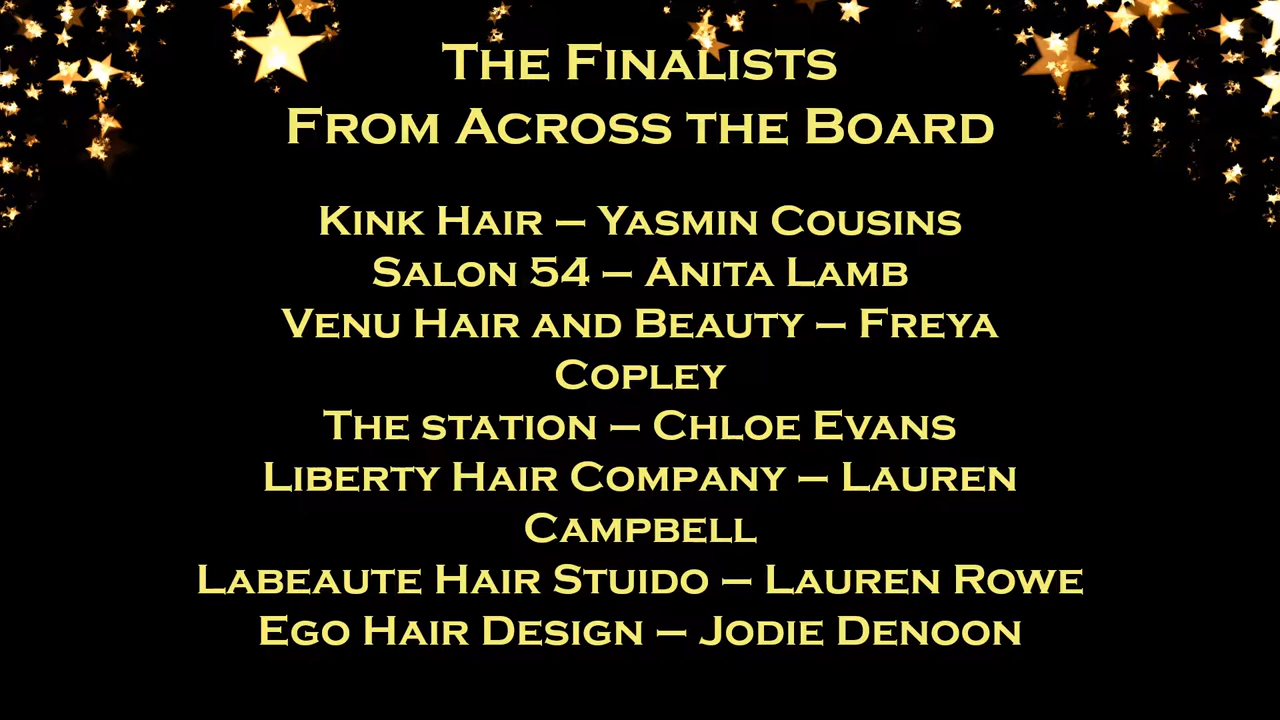 The Finalists
From Across the Board
Kink Hair – Yasmin Cousins
Salon 54 – Anita Lamb
Venu Hair and Beauty – Freya
Copley
The station – Chloe Evans
Liberty Hair Company – Lauren
Campbell
Labeaute Hair Stuido – Lauren Rowe
Ego Hair Design – Jodie Denoon